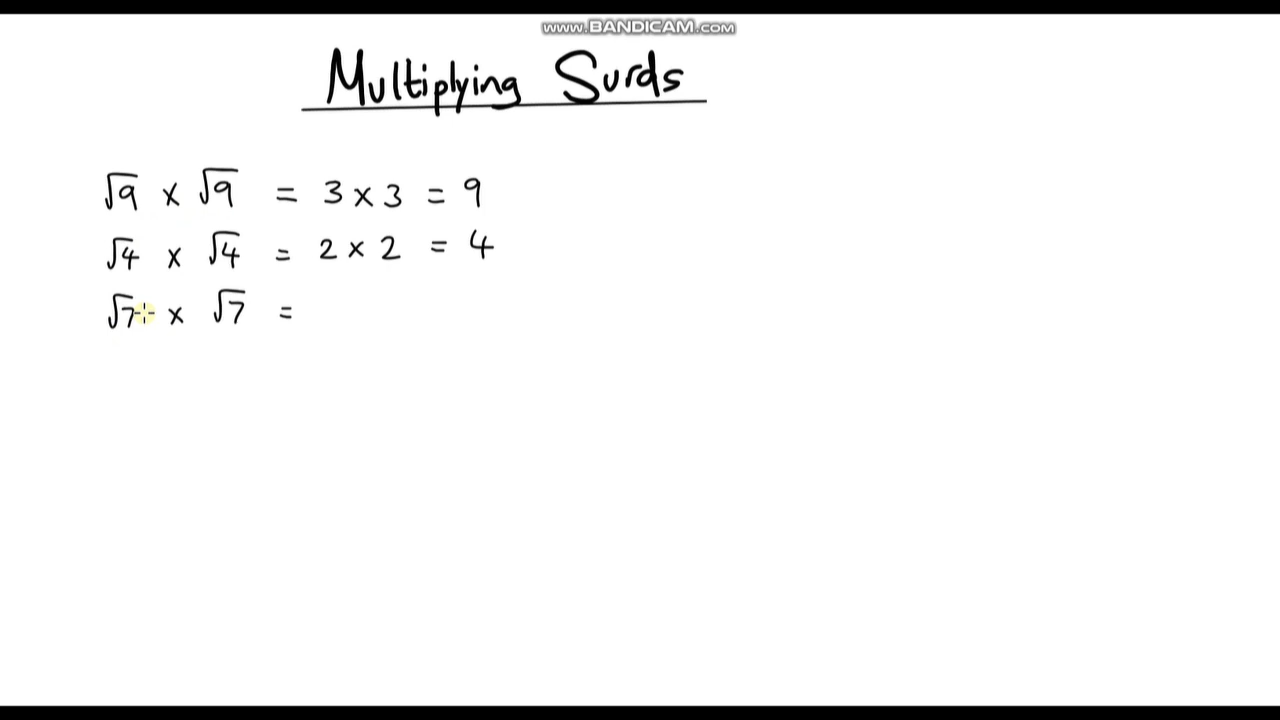 www.BANDICAM.com
Multiplying Surds
√9 × √9 = 3 × 3 = 9
√4 × √4 = 2 × 2 = 4
√7 × √7 =